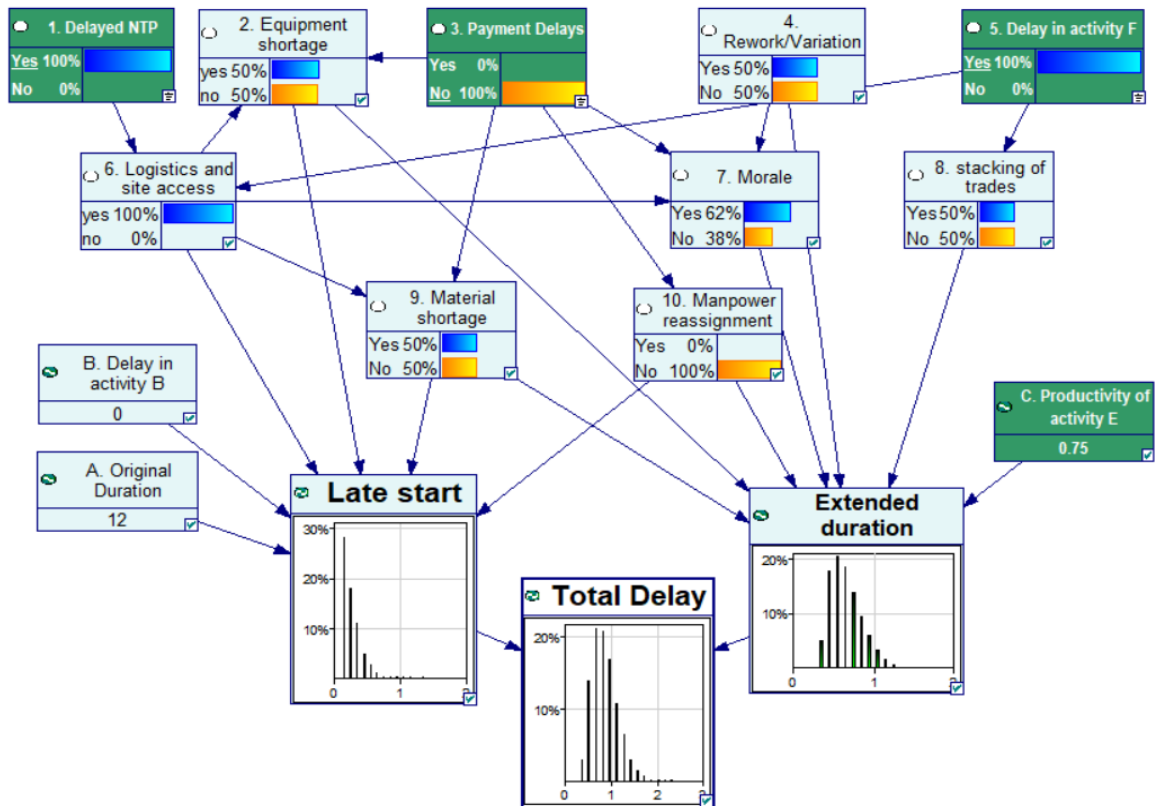 1. Delayed NTP
Yes 100%
No 0%
2. Equipment
shortage
yes 50%
no 50%
3. Payment Delays
Yes 0%
No 100%
4.
Rework/Variation
Yes 50%
No 50%
5. Delay in activity F
Yes 100%
No 0%
6. Logistics and
site access
yes 100%
no 0%
7. Morale
Yes 62%
No 38%
8. stacking of
trades
Yes 50%
No 50%
9. Material
shortage
Yes 50%
No 50%
10. Manpower
reassignment
Yes 0%
No 100%
B. Delay in
activity B
0
A. Original
Duration
12
C. Productivity of
activity E
0.75
Late start
30%
20%
10%
0 1 2
Extended
duration
20%
10%
0 1 2
Total Delay
20%
10%
0 1 2 3